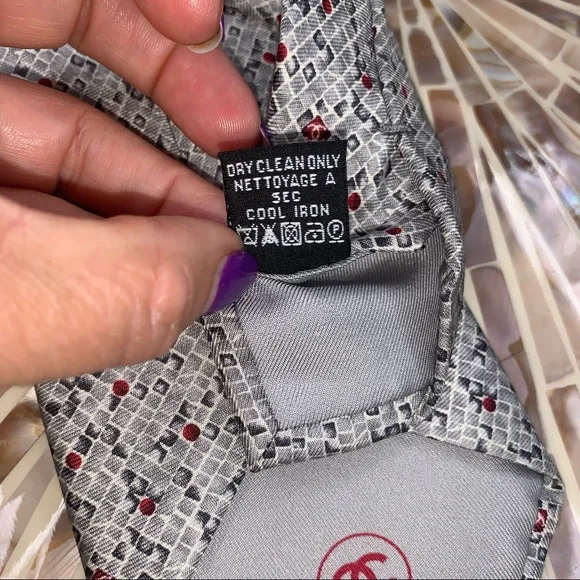 DRY CLEAN ONLY
NETTOYAGE A
SEC
COOL IRON
P